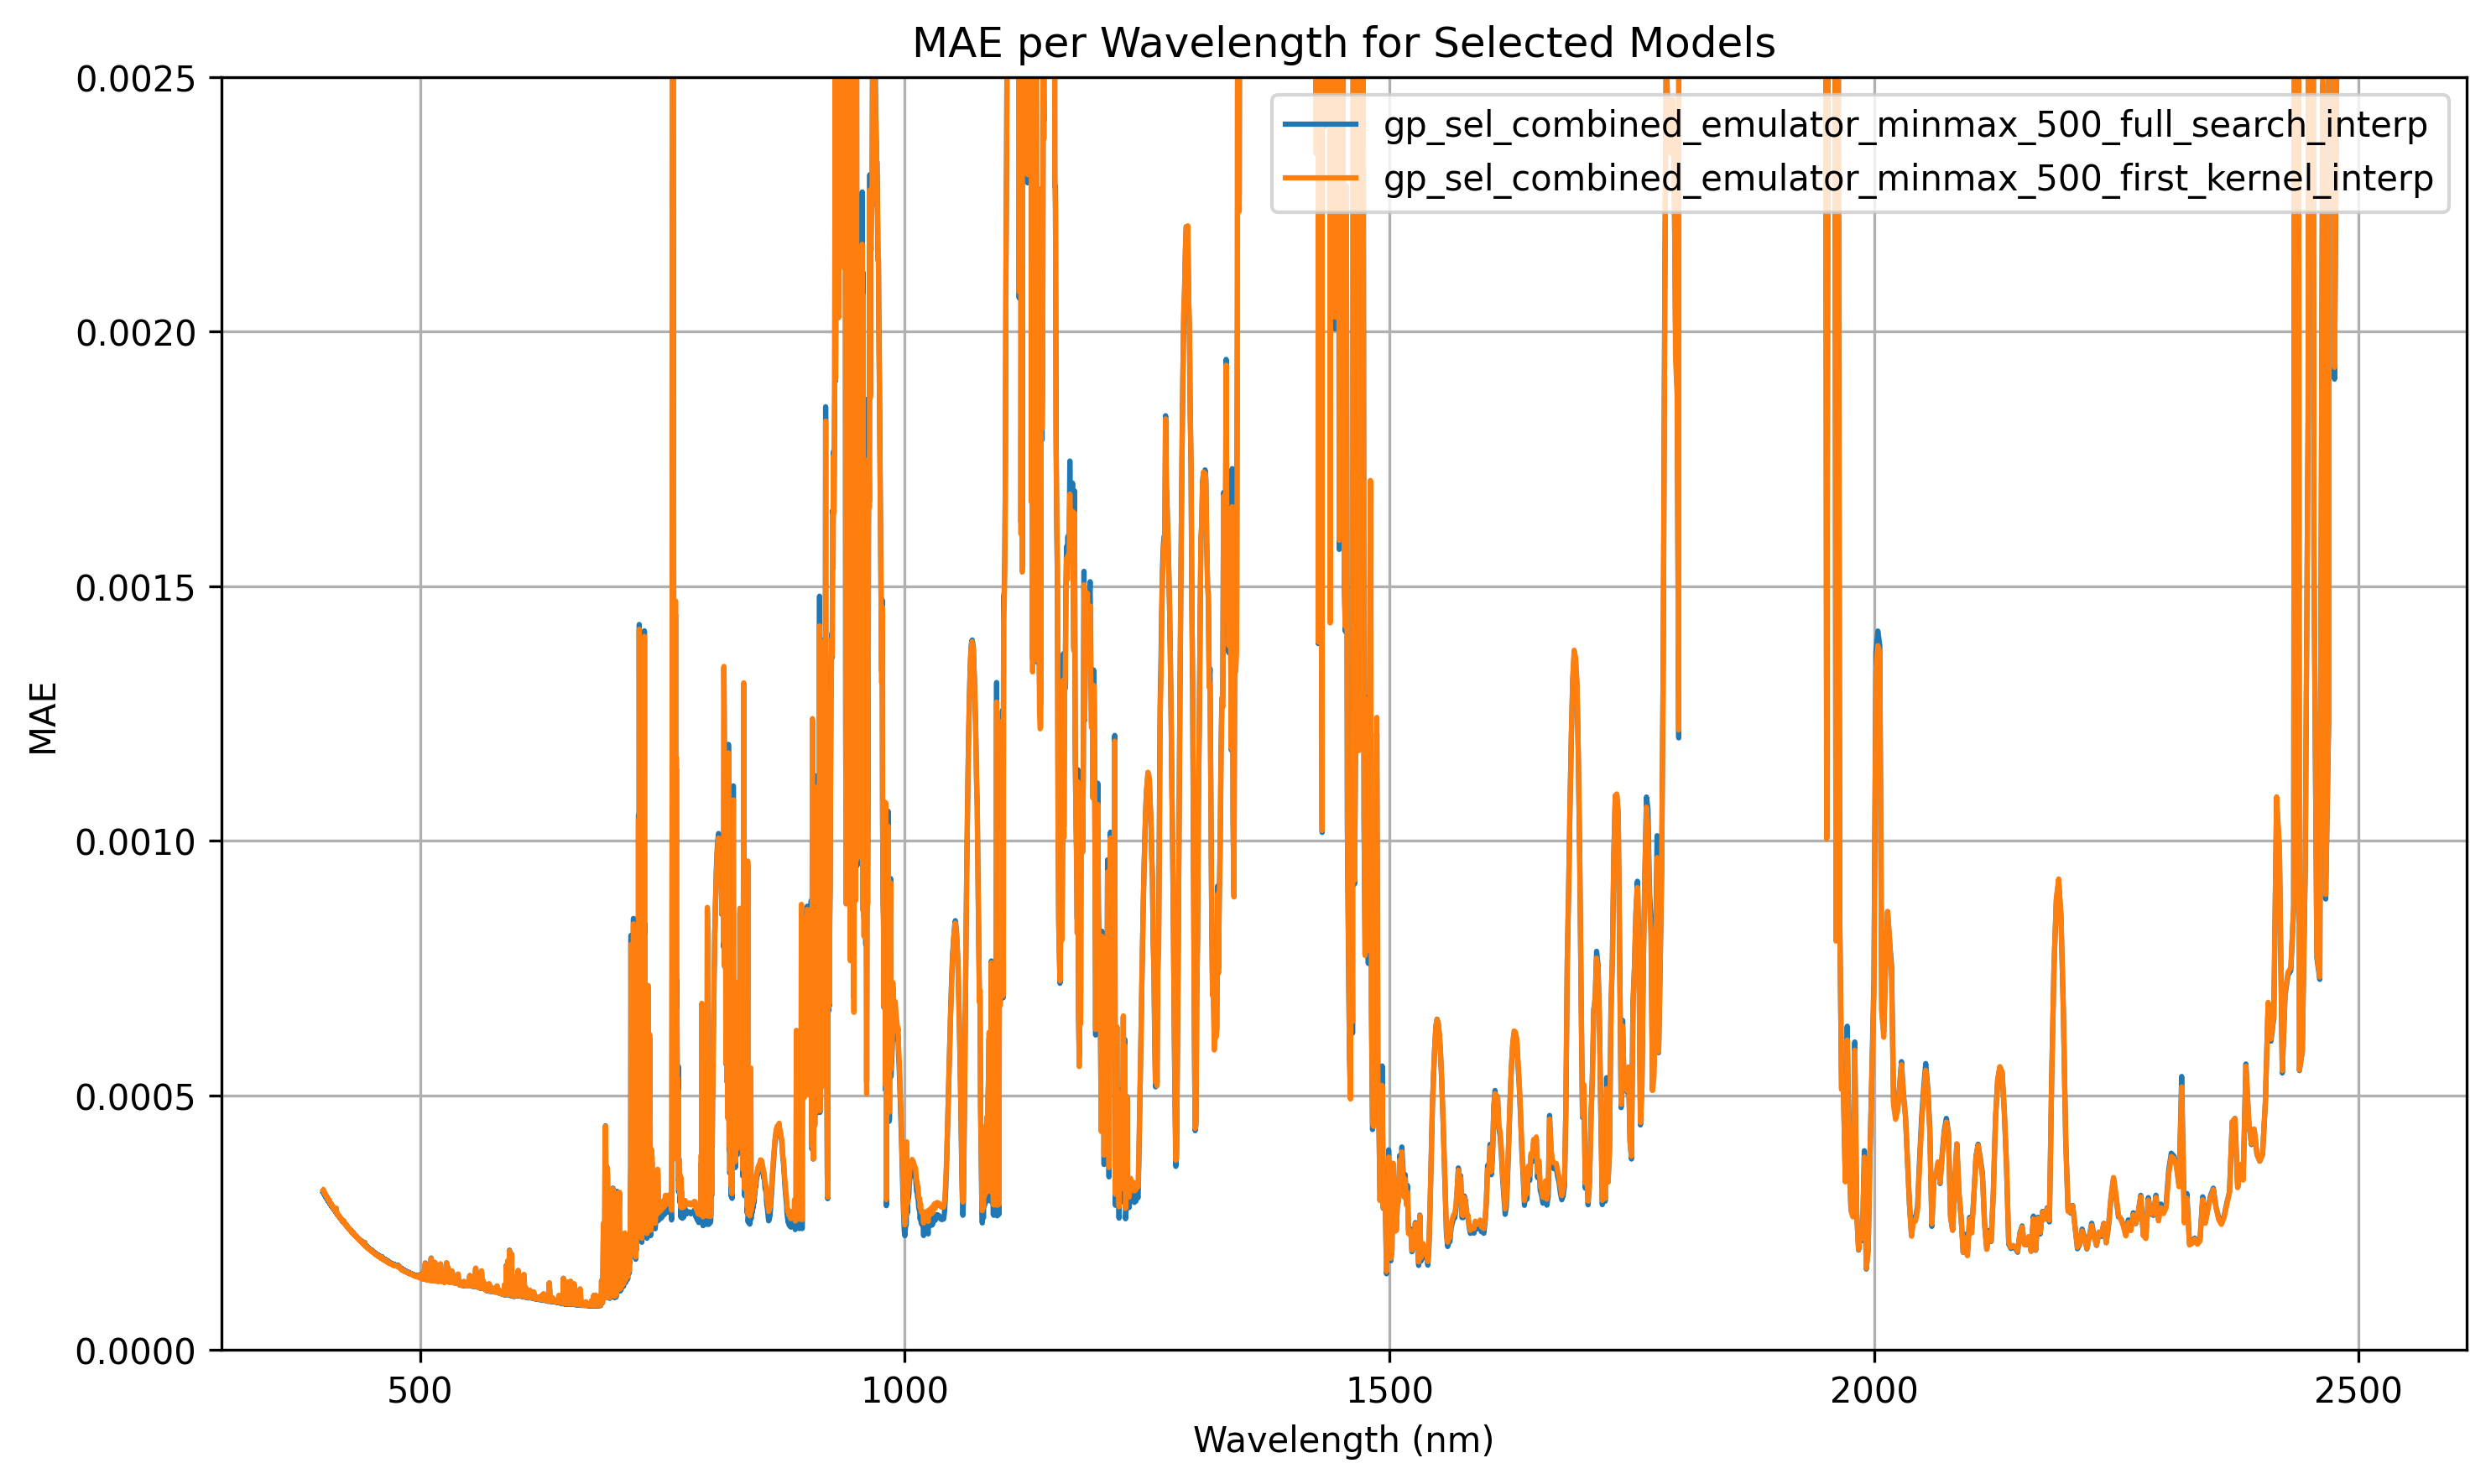 MAE per Wavelength for Selected Models
0.0025
0.0020
0.0015
0.0010
0.0005
0.0000
MAE
gp_sel_combined_emulator_minmax_500_full_search_interp
gp_sel_combined_emulator_minmax_500_first_kernel_interp
500 1000 1500 2000 2500
Wavelength (nm)